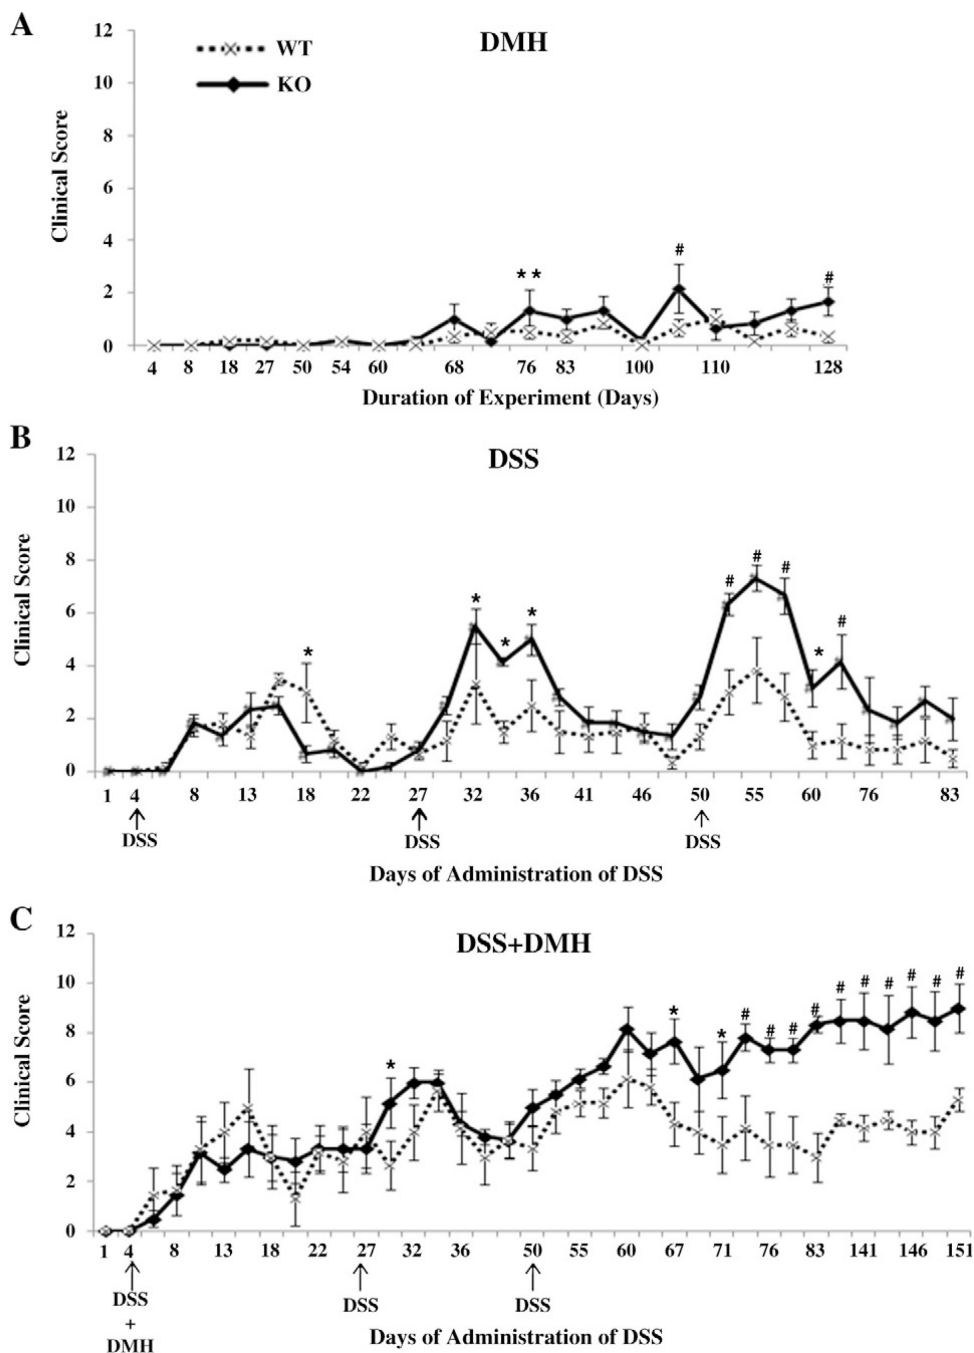 A
DMH
WT
KO
12
10
8
6
4
2
0
Clinical Score
* *
#
#
4 8 18 27 50 54 60 68 76 83 100 110 128
Duration of Experiment (Days)
B
DSS
12
10
8
6
4
2
0
Clinical Score
*
*
*
*
#
#
#
*
#
1 4 8 13 18 22 27 32 36 41 46 50 55 60 76 83
DSS DSS DSS
Days of Administration of DSS
C
DSS+DMH
12
10
8
6
4
2
0
Clinical Score
*
*
*
#
#
#
#
#
#
#
#
#
#
1 4 8 13 18 22 27 32 36 50 55 60 67 71 76 83 141 146 151
DSS
+
DMH
DSS
DSS
Days of Administration of DSS